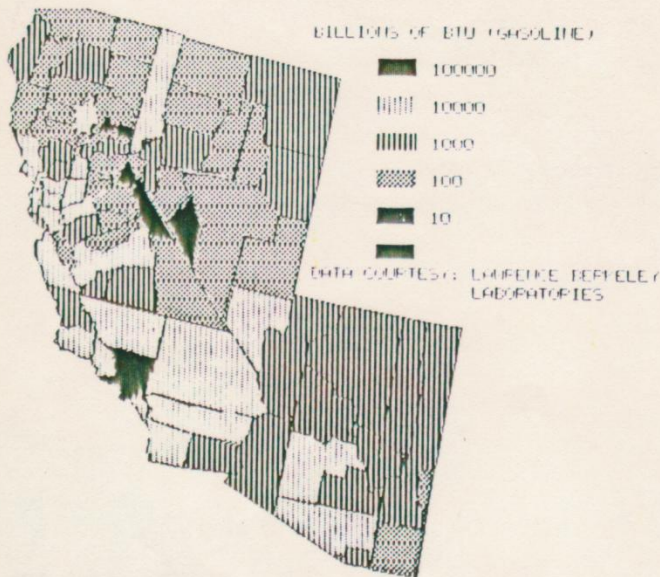 BILLIONS OF BTU (GASOLINE)
100000
10000
1000
100
10
DATA COURTESY: LAWRENCE BERKELEY
LABORATORIES